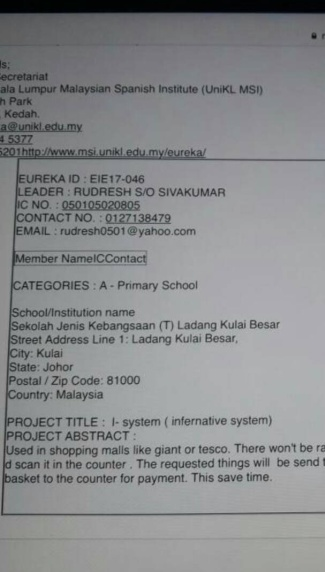 ls;
ecretariat
ala Lumpur Malaysian Spanish Institute (UniKL MSI)
h Park
, Kedah.
a@unikl.edu.my
4 5377
5201http://www.msi.unikl.edu.my/eureka/
EUREKA ID : EIE17-046
LEADER : RUDRESH S/O SIVAKUMAR
IC NO. : 050105020805
CONTACT NO. : 0127138479
EMAIL : rudresh0501@yahoo.com
Member NameICContact
CATEGORIES : A - Primary School
School/Institution name
Sekolah Jenis Kebangsaan (T) Ladang Kulai Besar
Street Address Line 1: Ladang Kulai Besar,
City: Kulai
State: Johor
Postal / Zip Code: 81000
Country: Malaysia
PROJECT TITLE : I- system ( infernative system)
PROJECT ABSTRACT :
Used in shopping malls like giant or tesco. There won't be ra
d scan it in the counter . The requested things will be send t
basket to the counter for payment. This save time.